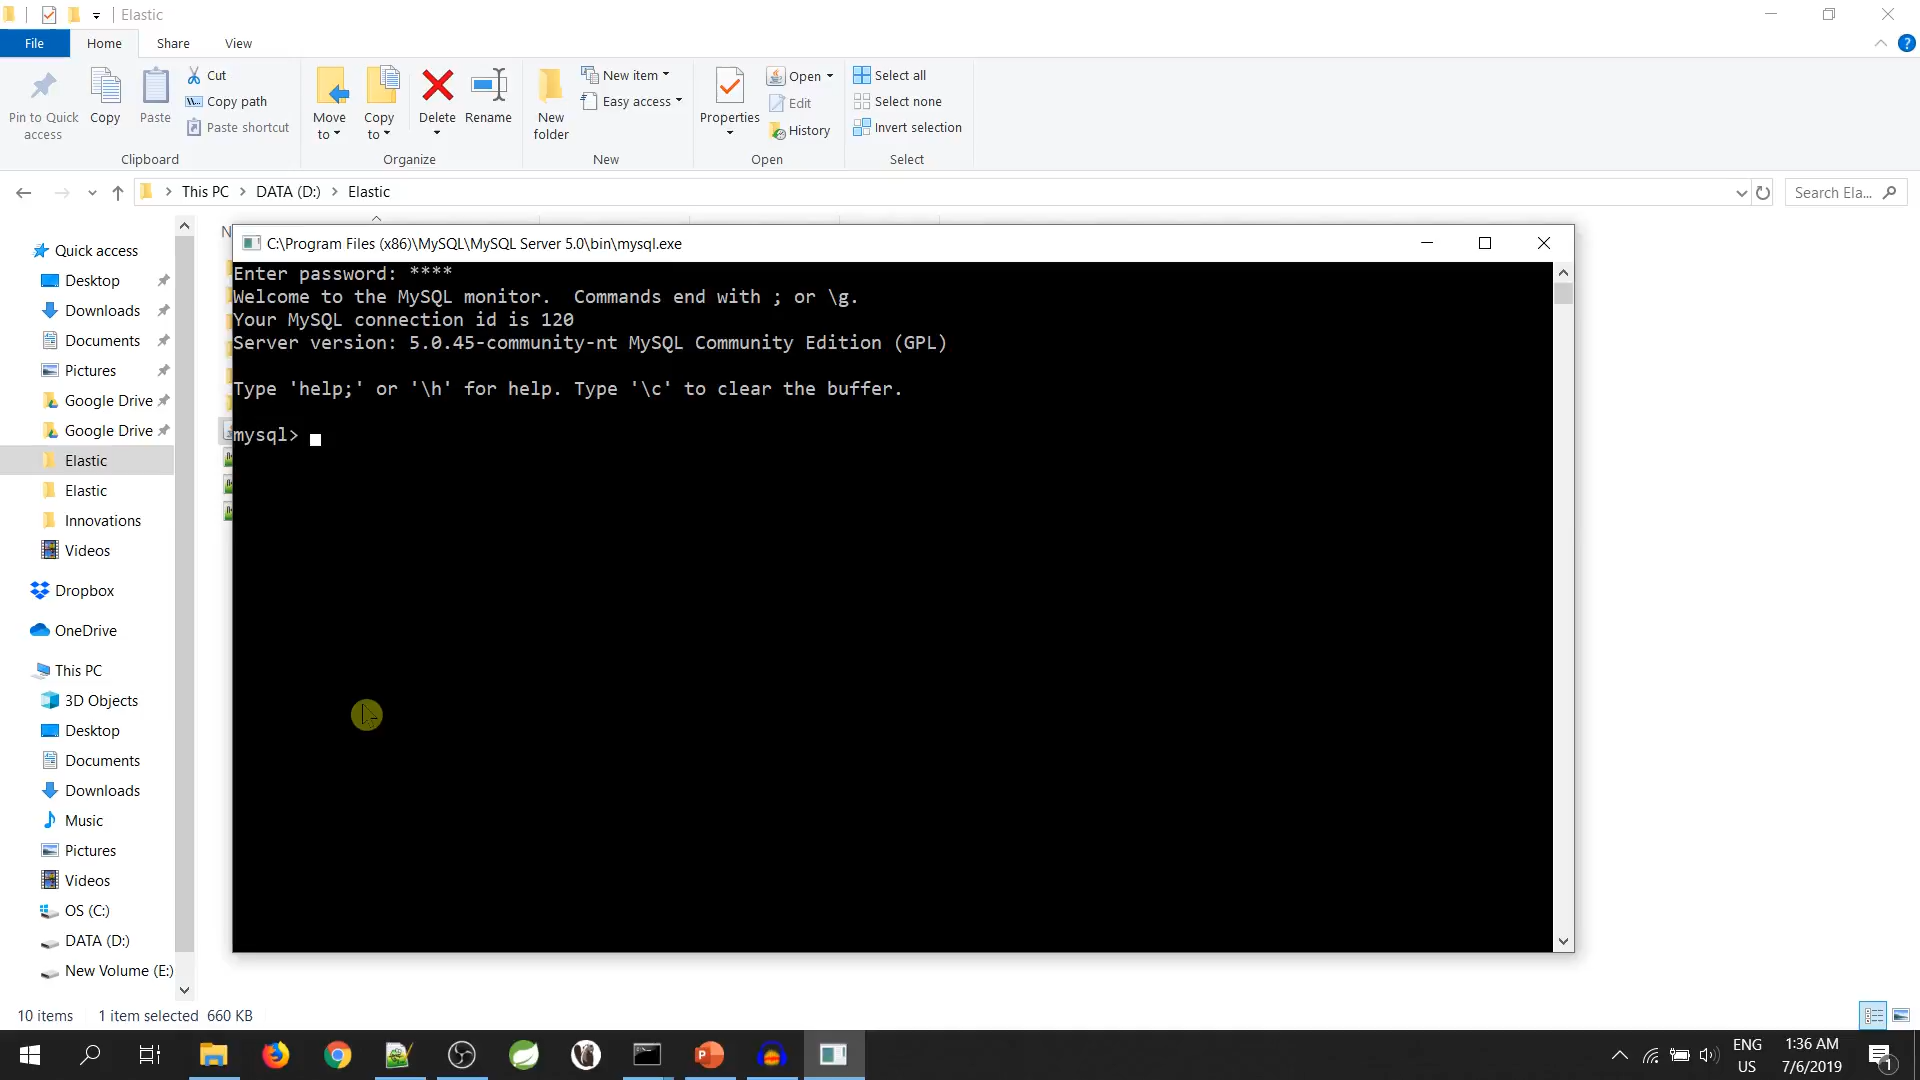 Elastic
File
Home
Share
View
Pin to Quick access
Copy
Paste
Cut
Copy path
Paste shortcut
Clipboard
Move to
Copy to
Delete
Rename
Organize
New folder
New item
Easy access
New
Properties
Open
Edit
History
Open
Select all
Select none
Invert selection
Select
This PC > DATA (D:) > Elastic
Search Ela...
Quick access
Desktop
Downloads
Documents
Pictures
Google Drive
Google Drive
Elastic
Elastic
Innovations
Videos
Dropbox
OneDrive
This PC
3D Objects
Desktop
Documents
Downloads
Music
Pictures
Videos
OS (C:)
DATA (D:)
New Volume (E:)
C:\Program Files (x86)\MySQL\MySQL Server 5.0\bin\mysql.exe
Enter password: ****
Welcome to the MySQL monitor.  Commands end with ; or \g.
Your MySQL connection id is 120
Server version: 5.0.45-community-nt MySQL Community Edition (GPL)
Type 'help;' or '\h' for help. Type '\c' to clear the buffer.
mysql>
10 items 1 item selected 660 KB
ENG
US
1:36 AM
7/6/2019
1